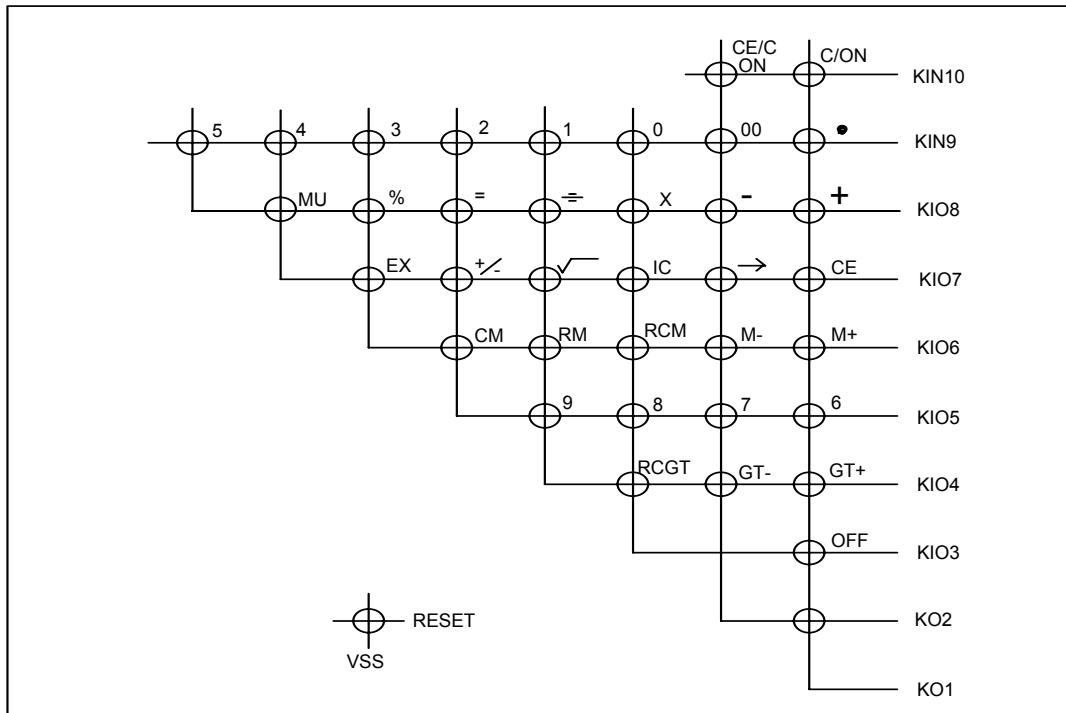 CE/C
ON C/ON KIN10
5 4 3 2 1 0 00 • KIN9
MU % = ÷ X - + KIO8
EX +/- √ IC → CE KIO7
CM RM RCM M- M+ KIO6
9 8 7 6 KIO5
RCGT GT- GT+ KIO4
OFF KIO3
RESET KO2
VSS
KO1